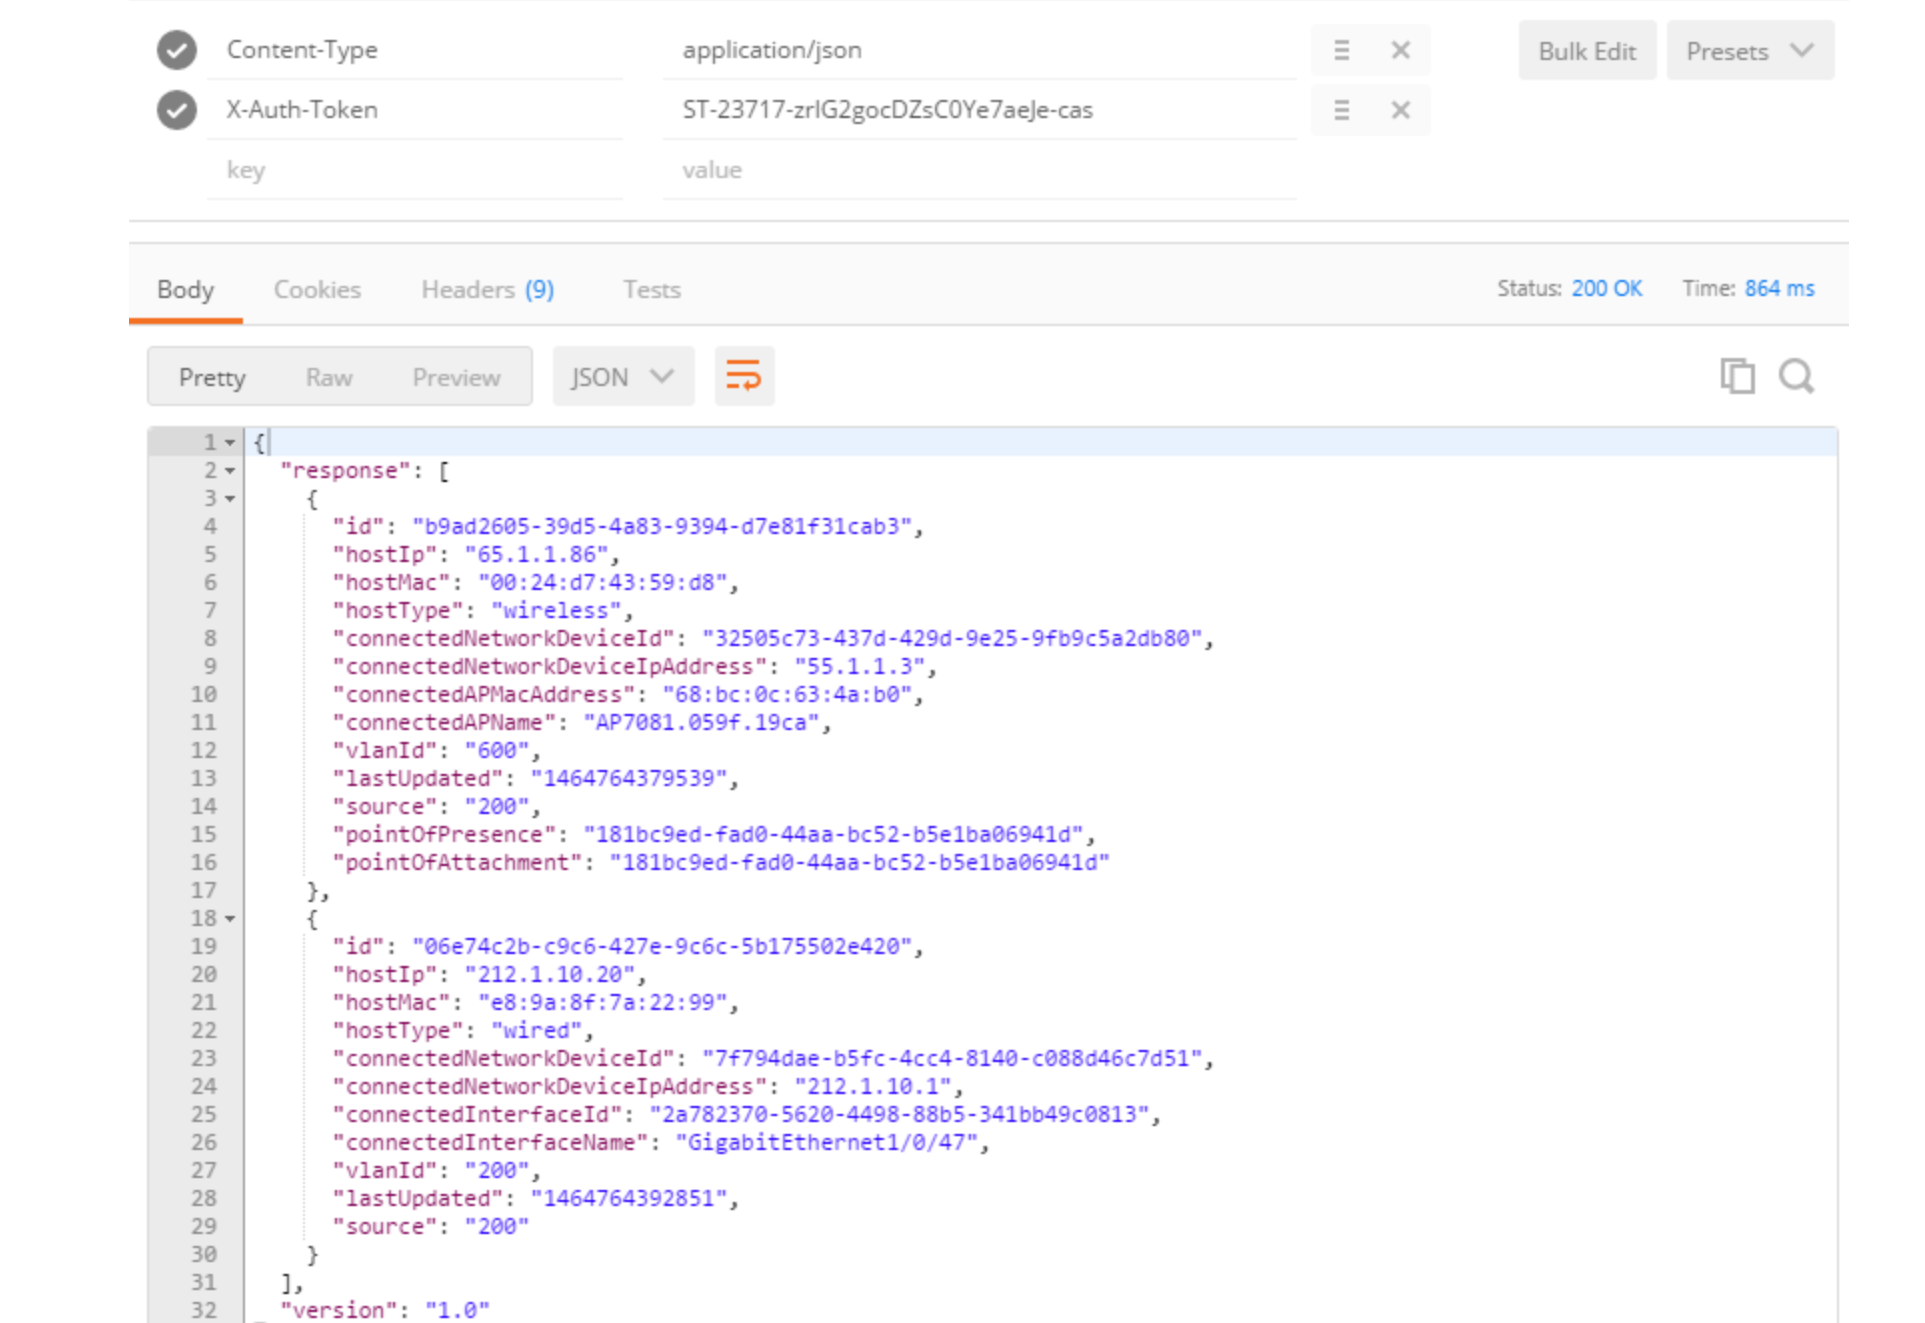 Content-Type application/json Bulk Edit Presets
X-Auth-Token ST-23717-zrlG2gocDZsC0Ye7aeJe-cas
key value
Body Cookies Headers (9) Tests Status: 200 OK Time: 864 ms
Pretty Raw Preview JSON
1 {
2 "response": [
3 {
4 "id": "b9ad2605-39d5-4a83-9394-d7e81f31cab3",
5 "hostIp": "65.1.1.86",
6 "hostMac": "00:24:d7:43:59:d8",
7 "hostType": "wireless",
8 "connectedNetworkDeviceId": "32505c73-437d-429d-9e25-9fb9c5a2db80",
9 "connectedNetworkDeviceIpAddress": "55.1.1.3",
10 "connectedAPMacAddress": "68:bc:0c:63:4a:b0",
11 "connectedAPName": "AP7081.059f.19ca",
12 "vlanId": "600",
13 "lastUpdated": "1464764379539",
14 "source": "200",
15 "pointOfPresence": "181bc9ed-fad0-44aa-bc52-b5e1ba06941d",
16 "pointOfAttachment": "181bc9ed-fad0-44aa-bc52-b5e1ba06941d"
17 },
18 {
19 "id": "06e74c2b-c9c6-427e-9c6c-5b175502e420",
20 "hostIp": "212.1.10.20",
21 "hostMac": "e8:9a:8f:7a:22:99",
22 "hostType": "wired",
23 "connectedNetworkDeviceId": "7f794dae-b5fc-4cc4-8140-c088d46c7d51",
24 "connectedNetworkDeviceIpAddress": "212.1.10.1",
25 "connectedInterfaceId": "2a782370-5620-4498-88b5-341bb49c0813",
26 "connectedInterfaceName": "GigabitEthernet1/0/47",
27 "vlanId": "200",
28 "lastUpdated": "1464764392851",
29 "source": "200"
30 }
31 ],
32 "version": "1.0"